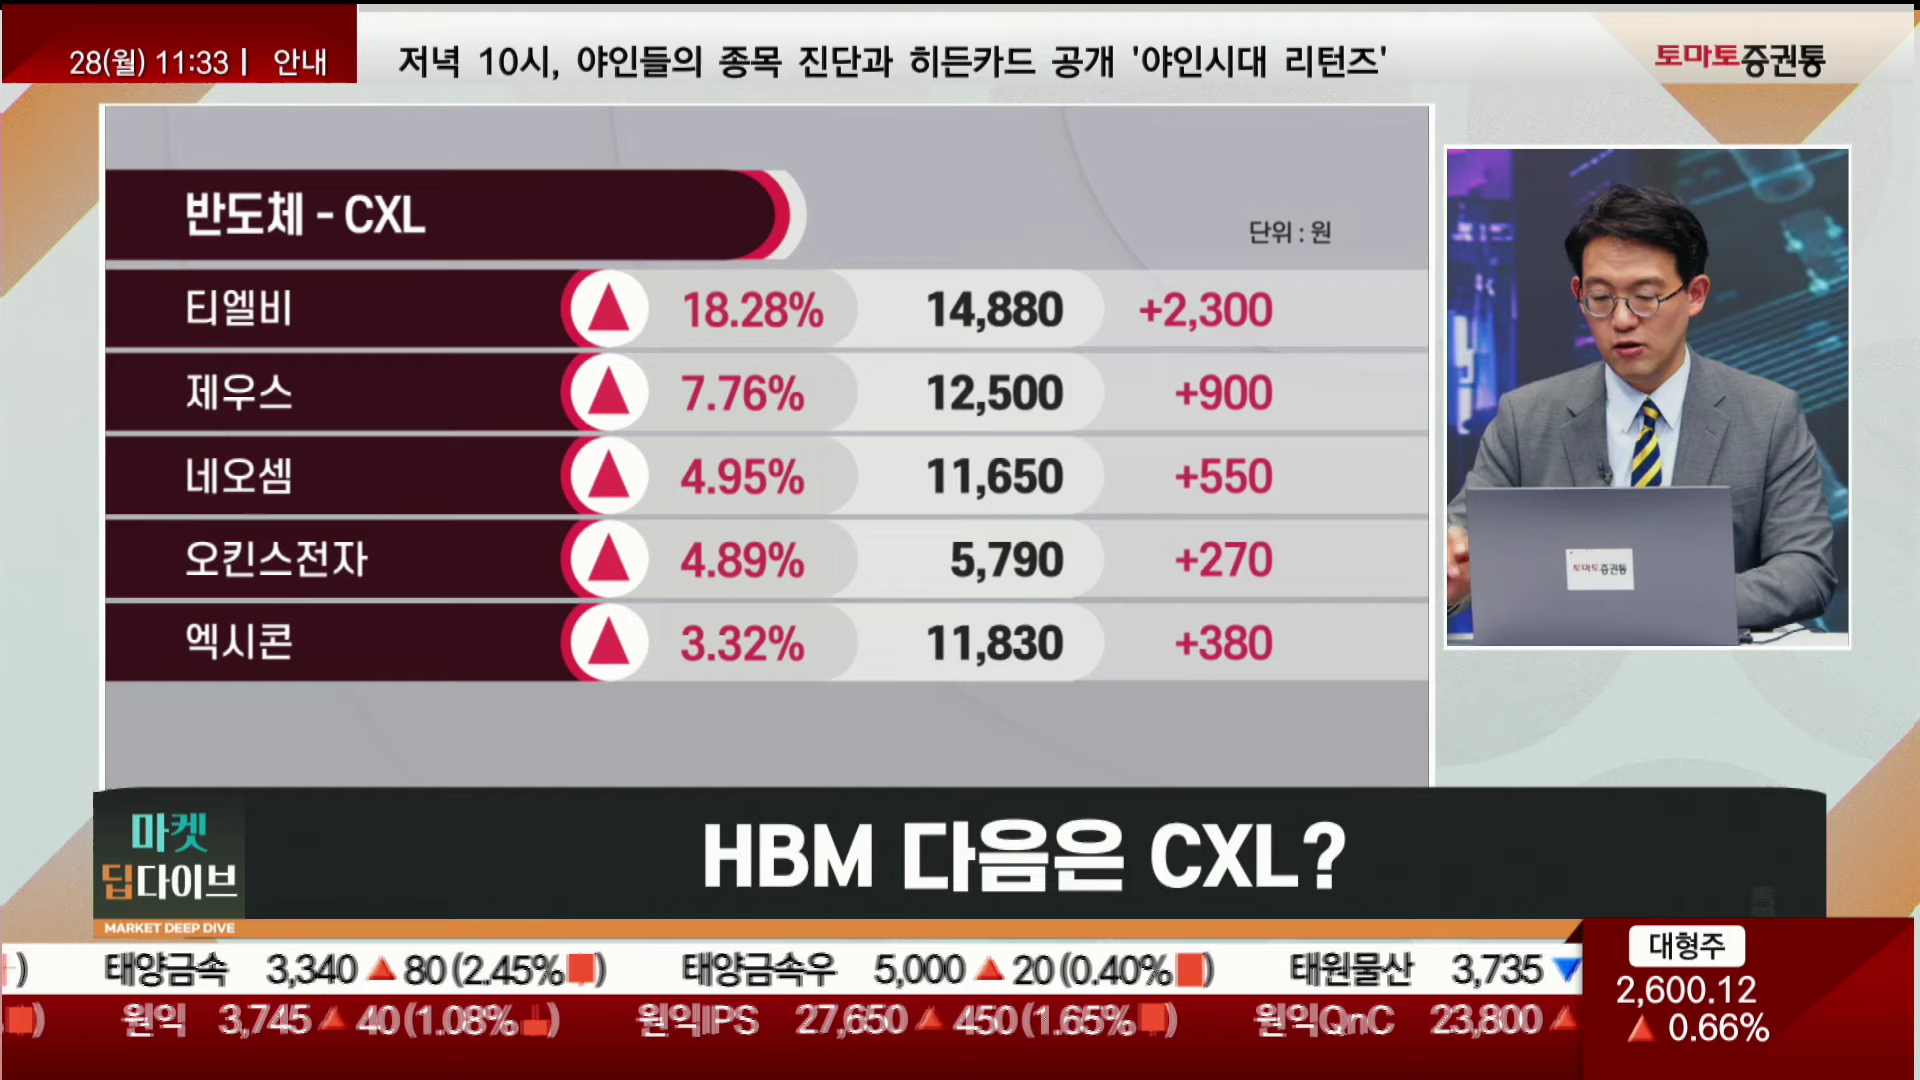 28(월) 11:33 | 안내
저녁 10시, 야인들의 종목 진단과 히든카드 공개 '야인시대 리턴즈'
토마토증권통
반도체 - CXL
단위 : 원
티엘비 ▲ 18.28% 14,880 +2,300
제우스 ▲ 7.76% 12,500 +900
네오셈 ▲ 4.95% 11,650 +550
오킨스전자 ▲ 4.89% 5,790 +270
엑시콘 ▲ 3.32% 11,830 +380
토마토증권통
마켓
딥다이브
MARKET DEEP DIVE
HBM 다음은 CXL?
) 태양금속 3,340 ▲ 80 (2.45%) 태양금속우 5,000 ▲ 20 (0.40%) 태원물산 3,735 ▼
) 원익 3,745 ▲ 40 (1.08%) 원익IPS 27,650 ▲ 450 (1.65%) 원익QnC 23,800 ▲
대형주
2,600.12
▲ 0.66%